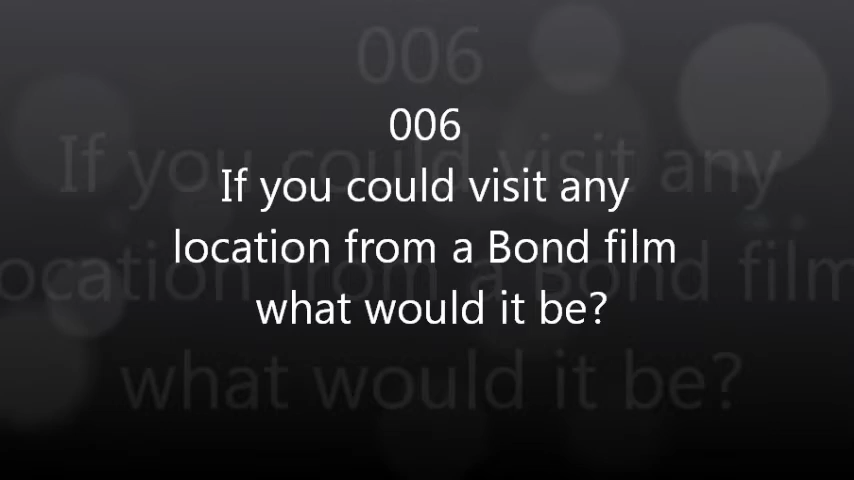 006
If you could visit any
location from a Bond film
what would it be?